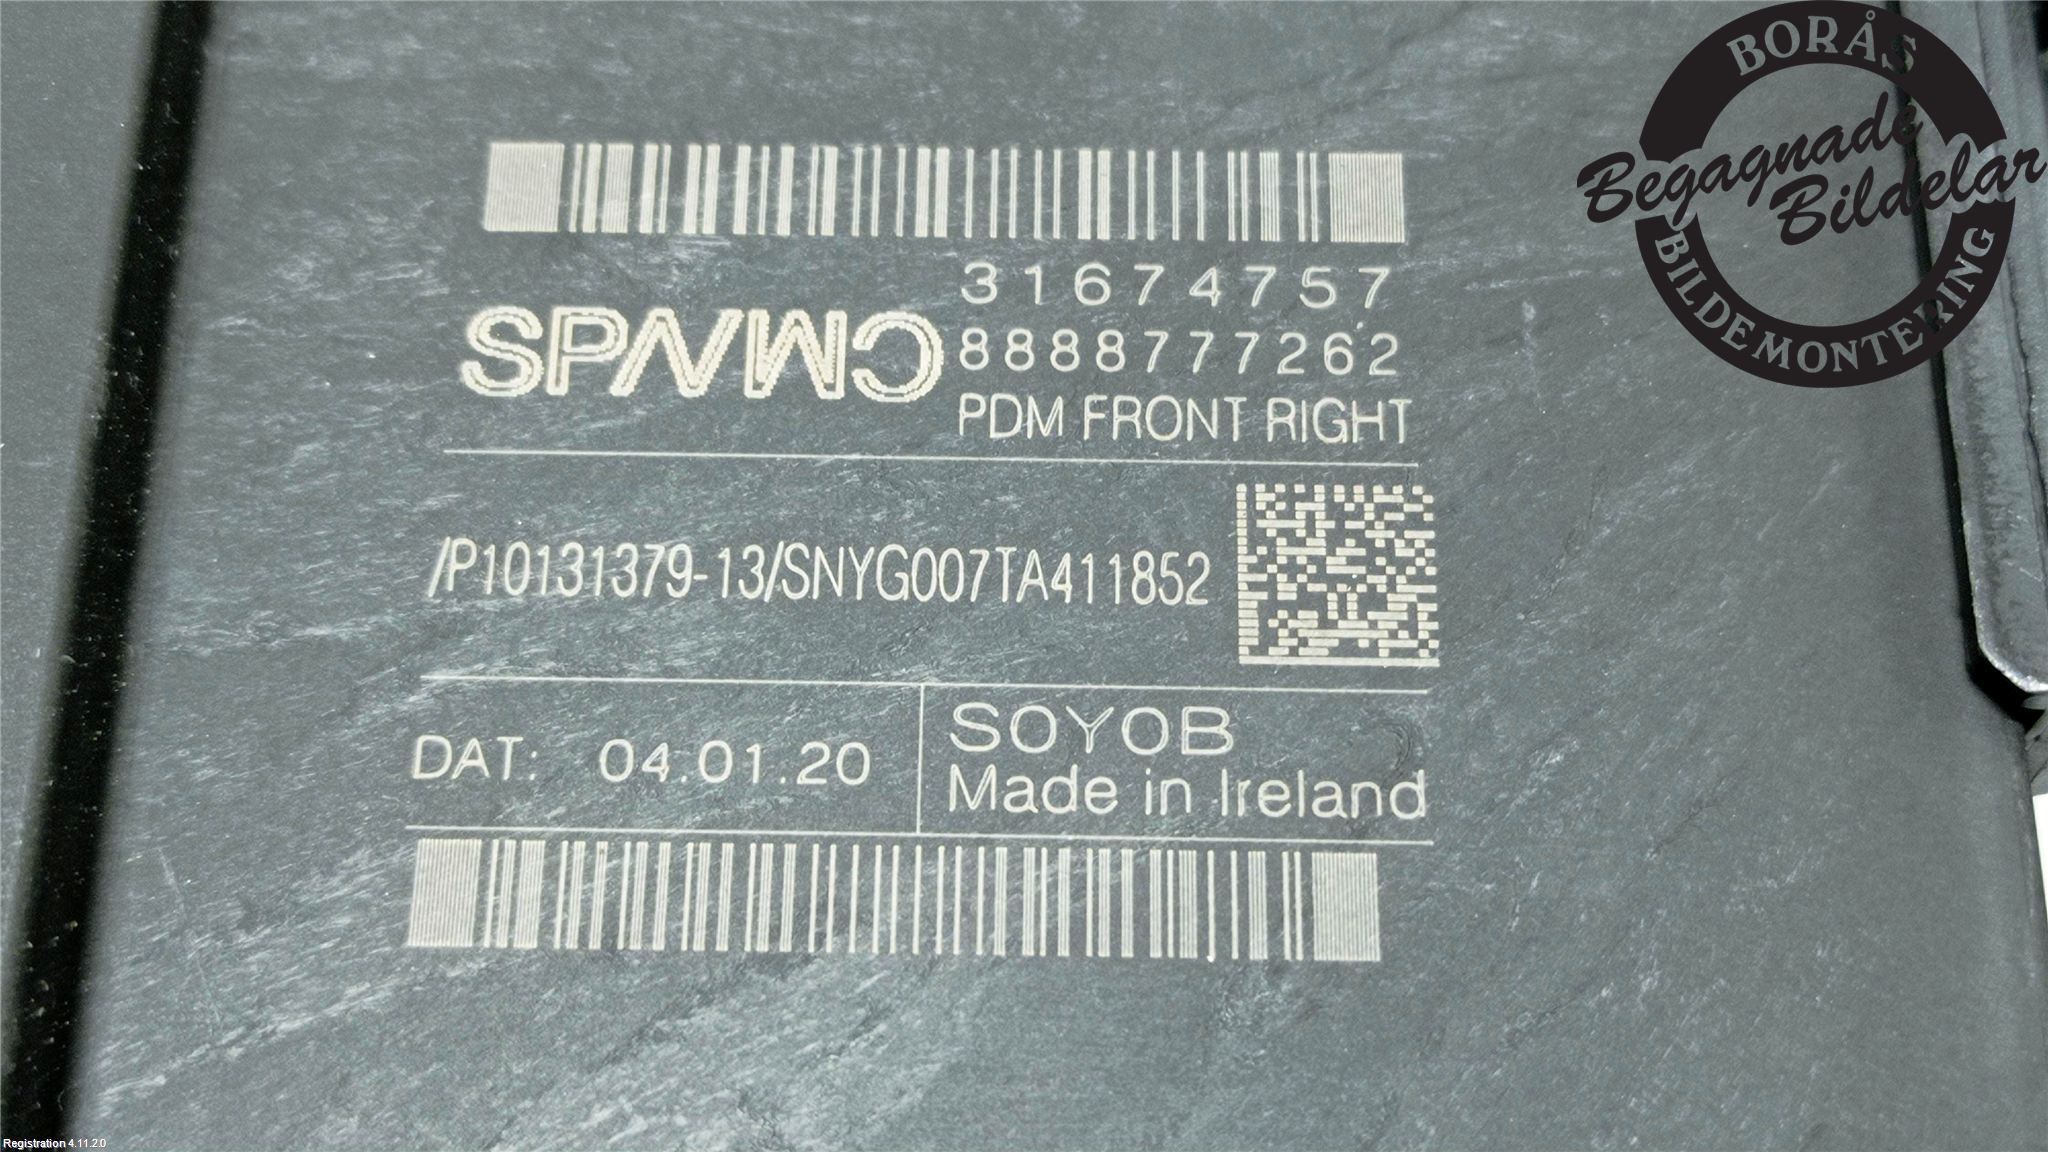 31674757
8888777262
PDM FRONT RIGHT
/P10131379-13/SNYG007TA411852
DAT: 04.01.20
SOYOB
Made in Ireland
BORÅS
Begagnade
Bildelar
BILDEMONTERING
Registration 4.11.2.0